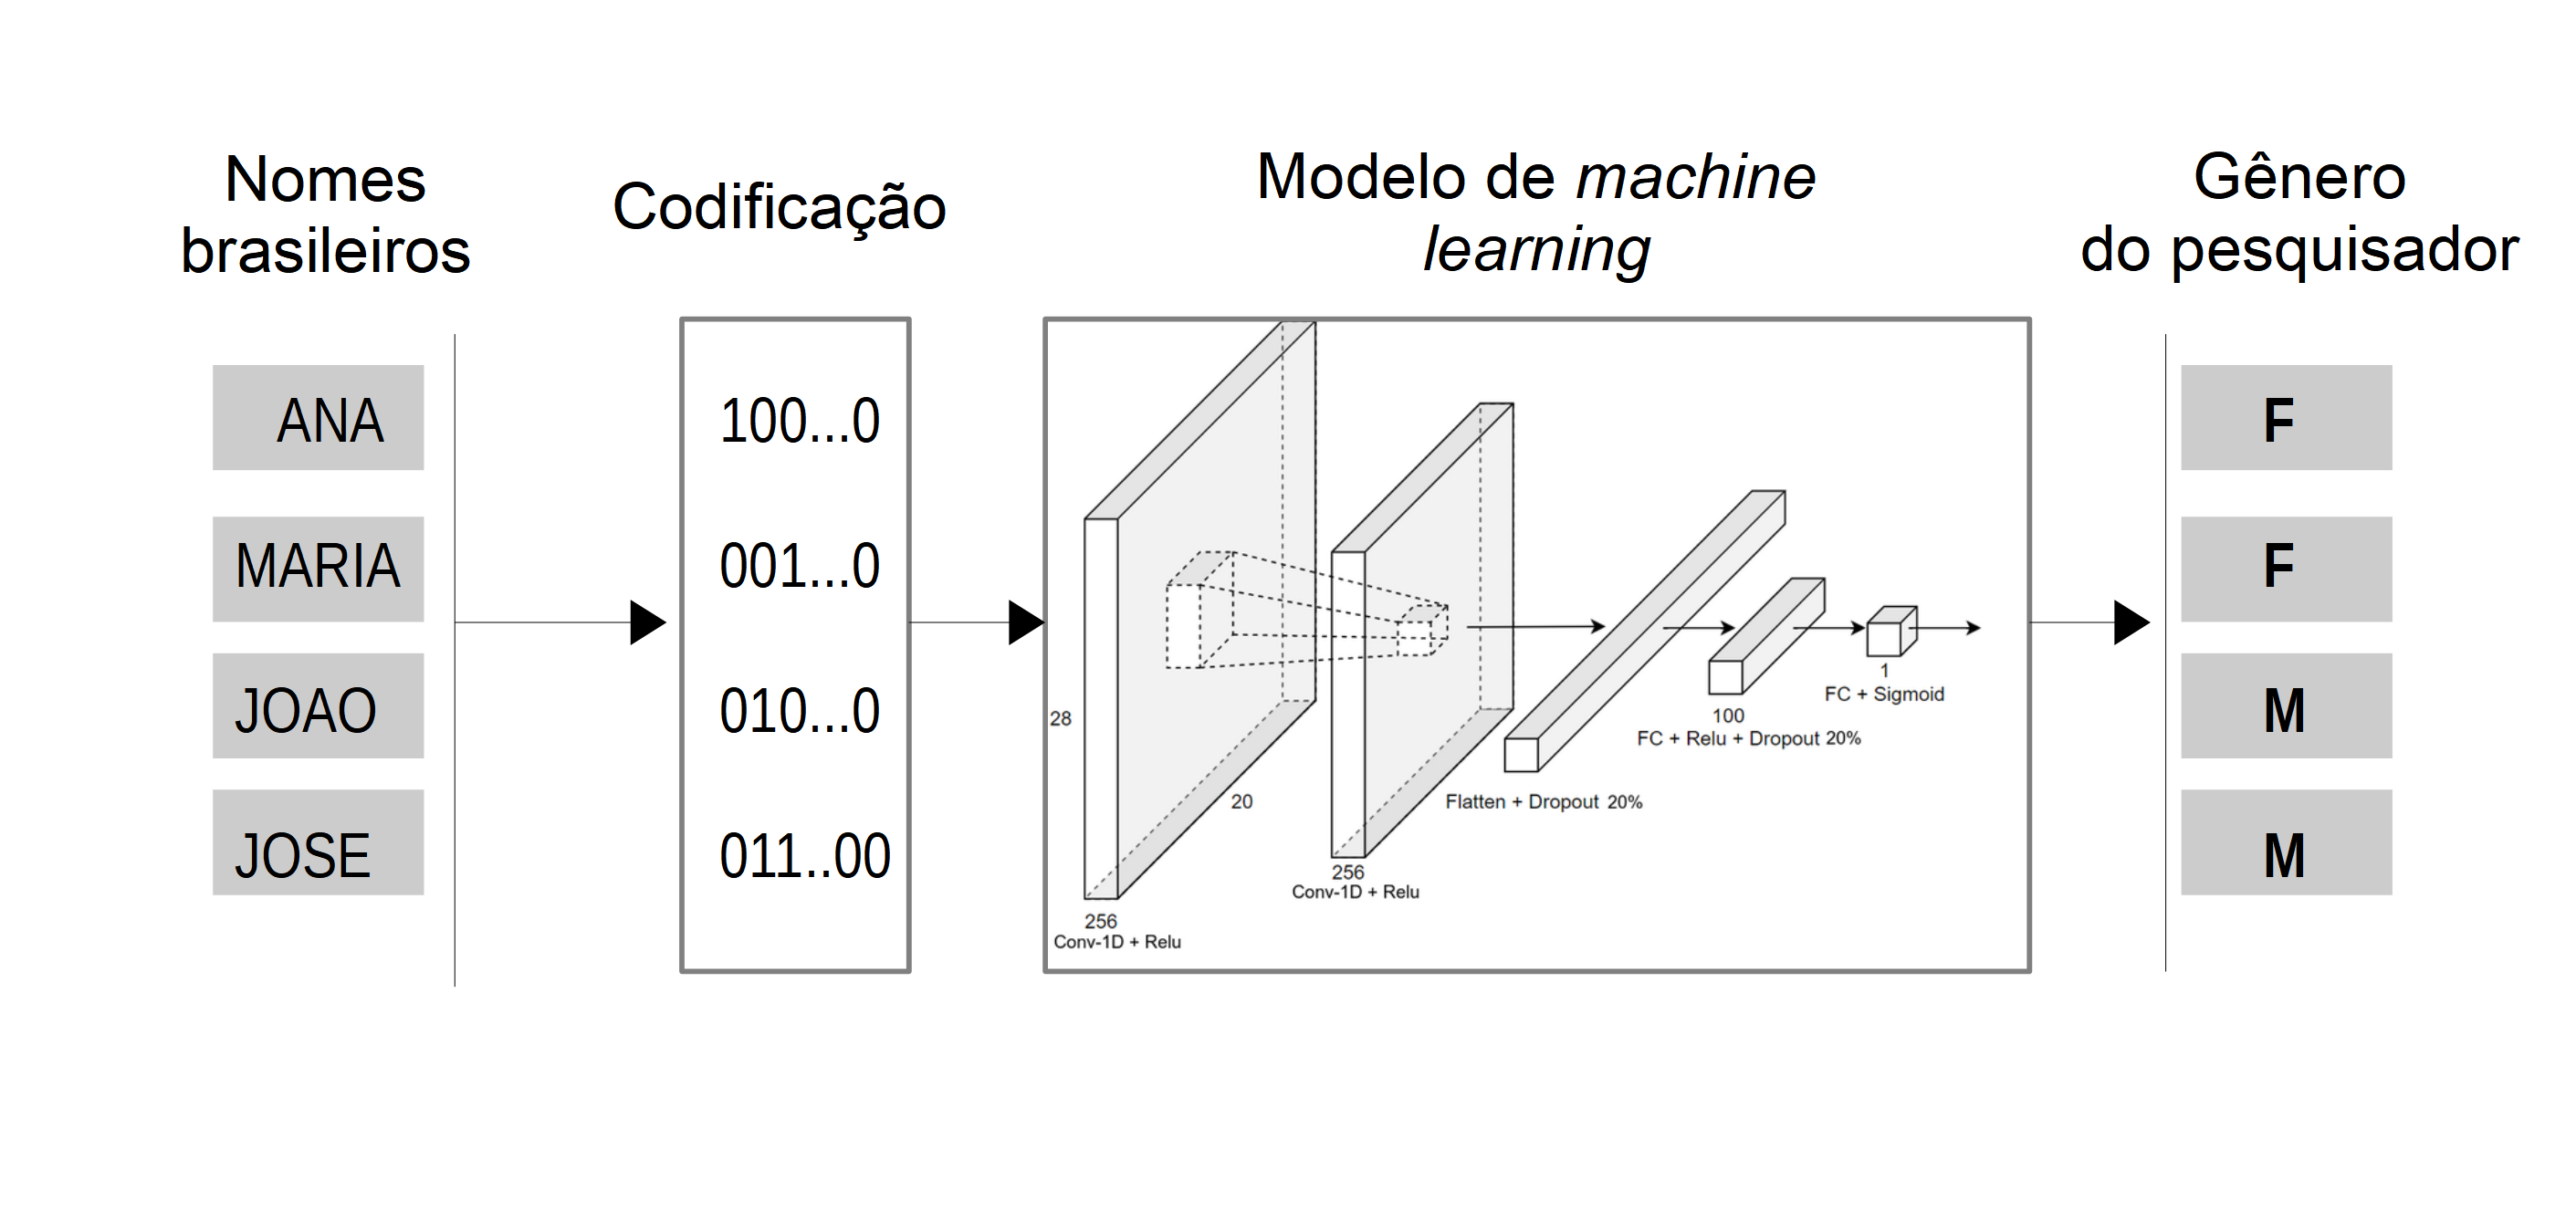 Nomes
brasileiros
Codificação
Modelo de machine
learning
Gênero
do pesquisador
ANA
MARIA
JOAO
JOSE
100...0
001...0
010...0
011..00
28
20
256
Conv-1D + Relu
256
Conv-1D + Relu
Flatten + Dropout 20%
100
FC + Relu + Dropout 20%
1
FC + Sigmoid
F
F
M
M